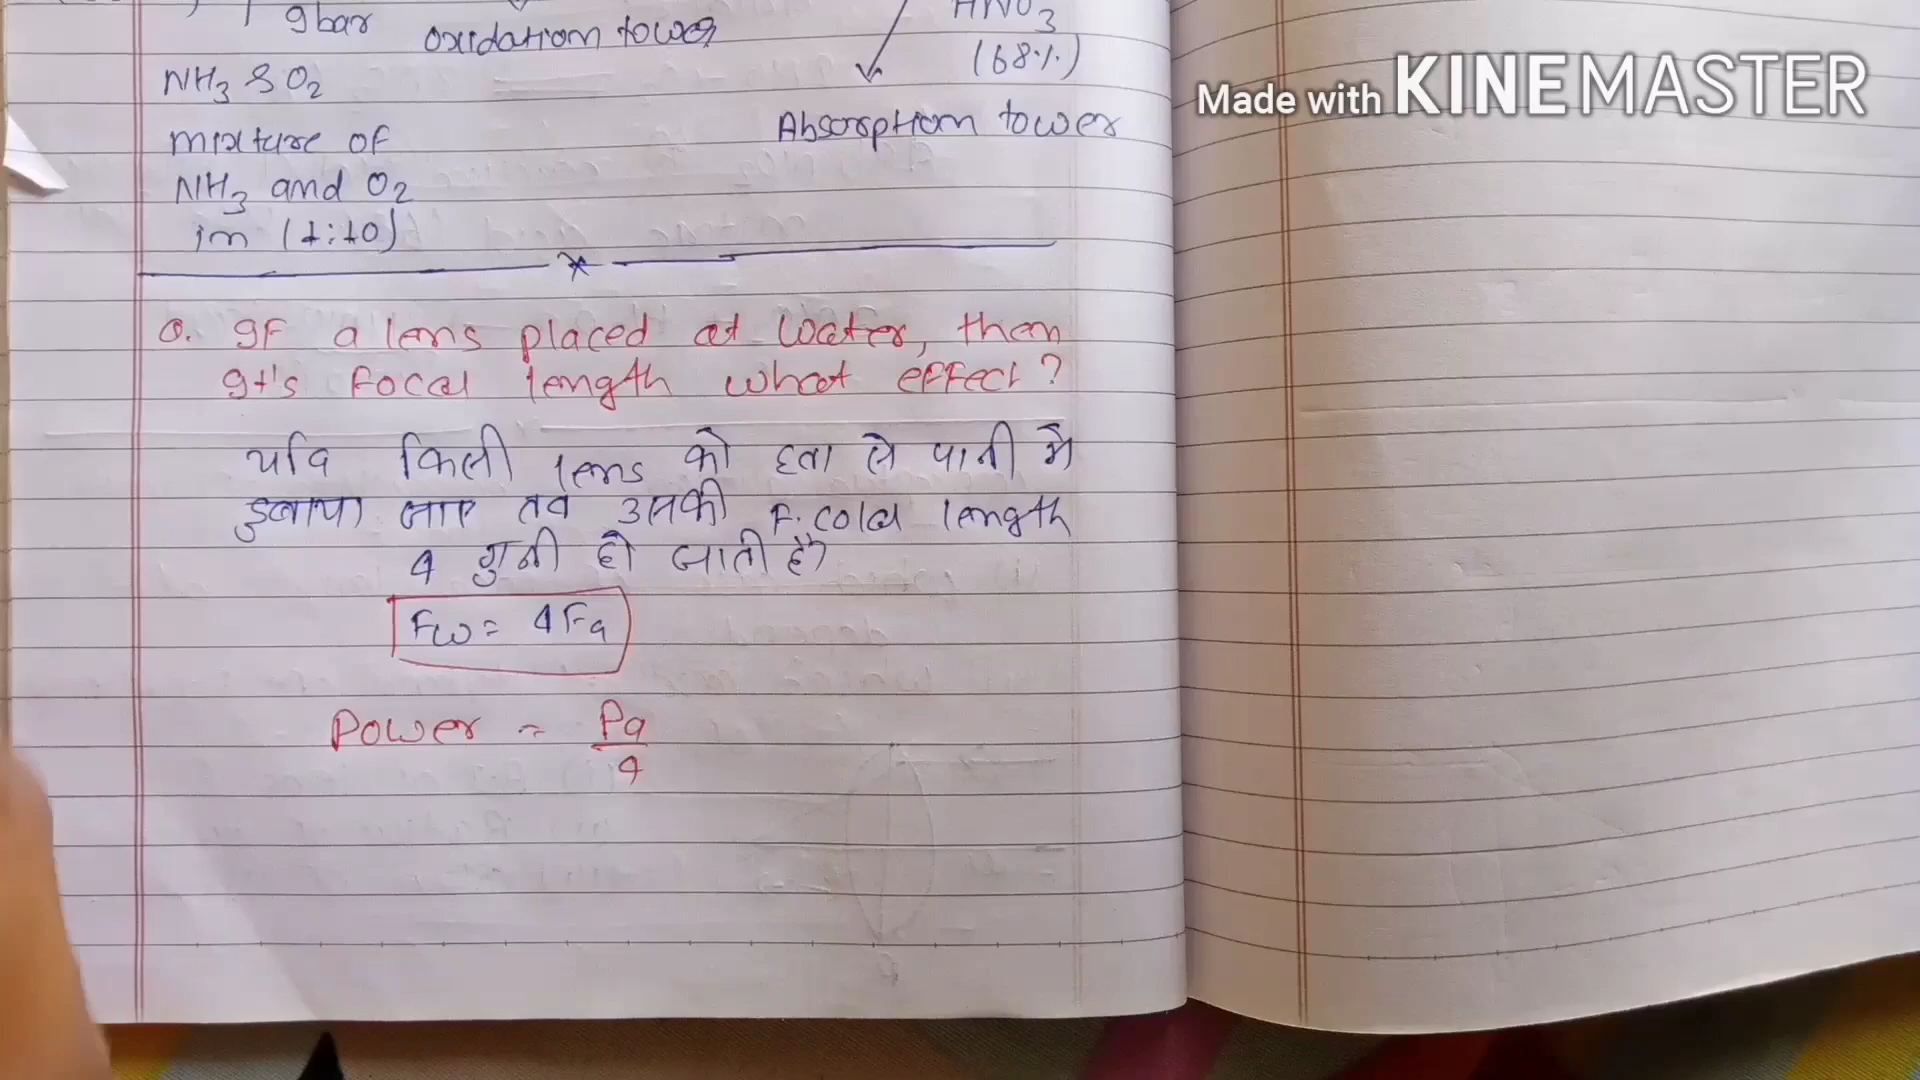 9bar oxidation tower
HNO3
(68%)
NH3 & O2
Absorption tower
mixture of
NH3 and O2
in (1:10)
Made with KINEMASTER
Q. If a lens placed at water, then
It's focal length what effect?
यदि किसी lens को हवा से पानी मे
डुबाया जाए तब उसकी Focal length
4 गुनी हो जाती है
Fw = 4Fa
Power = Pa/4